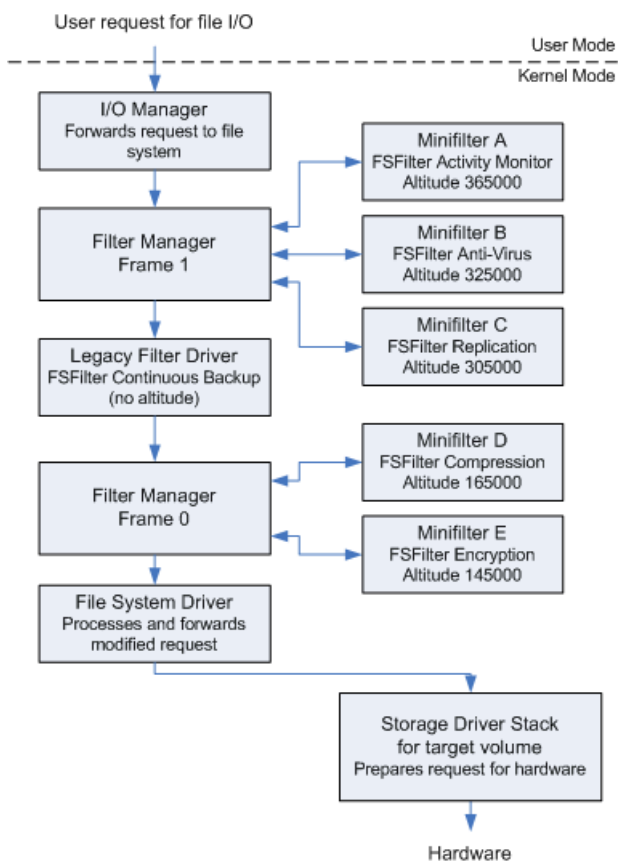 User request for file I/O
User Mode
Kernel Mode
I/O Manager
Forwards request to file
system
Minifilter A
FSFilter Activity Monitor
Altitude 365000
Filter Manager
Frame 1
Minifilter B
FSFilter Anti-Virus
Altitude 325000
Minifilter C
FSFilter Replication
Altitude 305000
Legacy Filter Driver
FSFilter Continuous Backup
(no altitude)
Minifilter D
FSFilter Compression
Altitude 165000
Filter Manager
Frame 0
Minifilter E
FSFilter Encryption
Altitude 145000
File System Driver
Processes and forwards
modified request
Storage Driver Stack
for target volume
Prepares request for hardware
Hardware